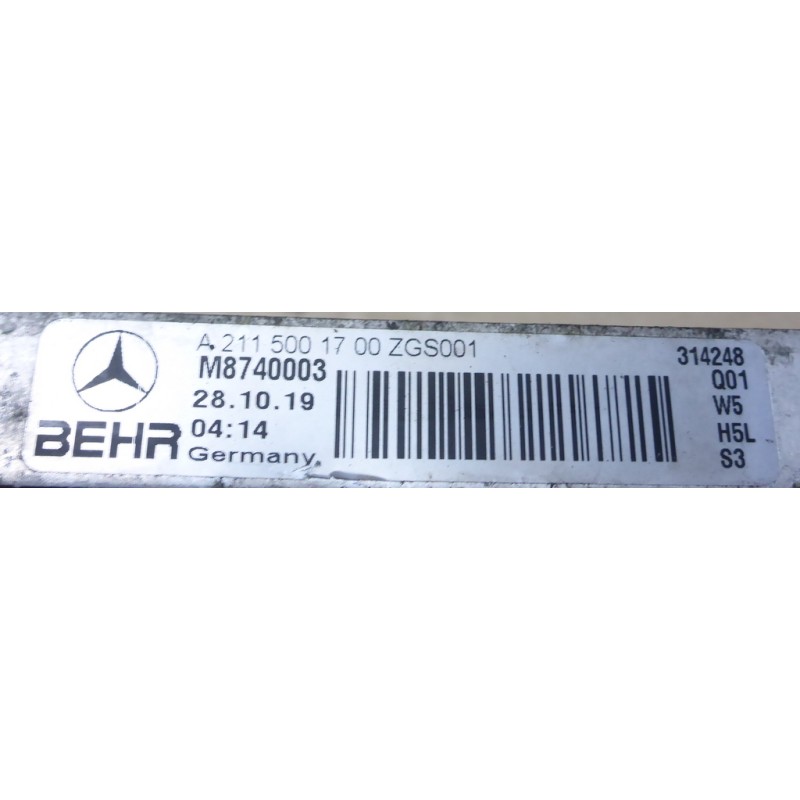 A 211 500 17 00 ZGS001
M8740003
28.10.19
04:14
BEHR
Germany
314248
Q01
W5
H5L
S3